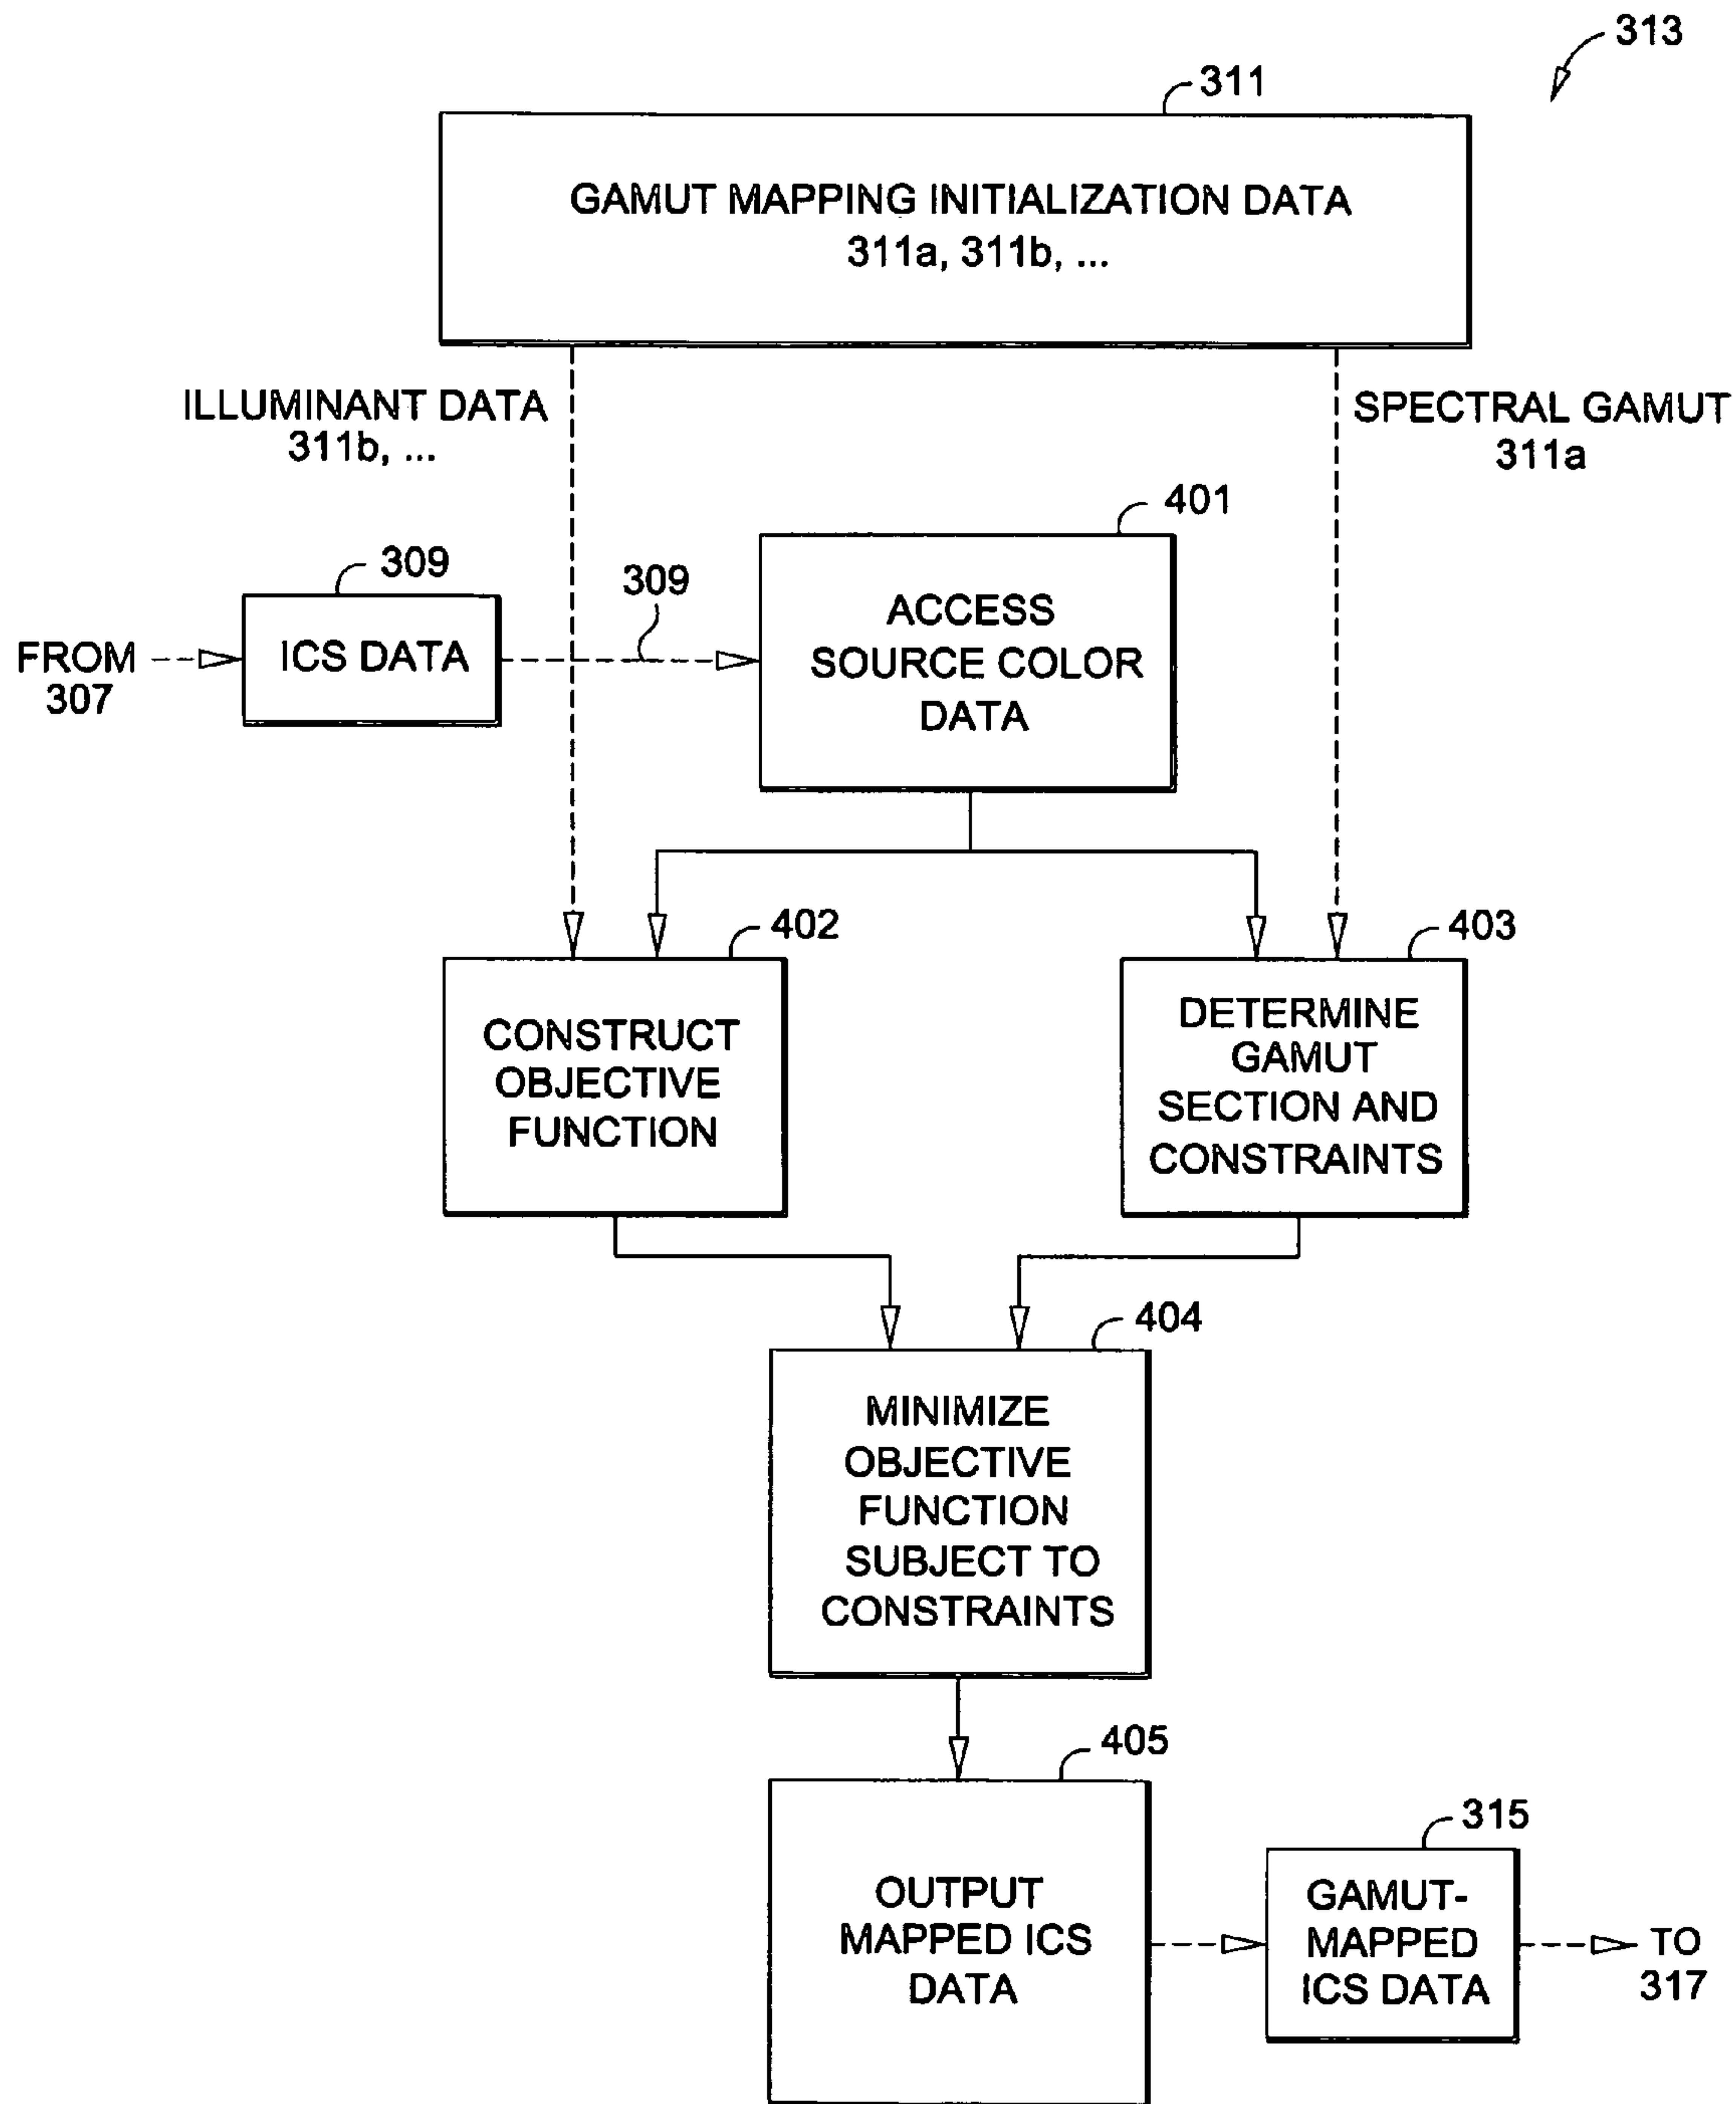 313
311
GAMUT MAPPING INITIALIZATION DATA
311a, 311b, ...
ILLUMINANT DATA
311b, ...
SPECTRAL GAMUT
311a
401
309
309
FROM
307
ICS DATA
ACCESS
SOURCE COLOR
DATA
402
403
CONSTRUCT
OBJECTIVE
FUNCTION
DETERMINE
GAMUT
SECTION AND
CONSTRAINTS
404
MINIMIZE
OBJECTIVE
FUNCTION
SUBJECT TO
CONSTRAINTS
405
315
OUTPUT
MAPPED ICS
DATA
GAMUT-
MAPPED
ICS DATA
TO
317